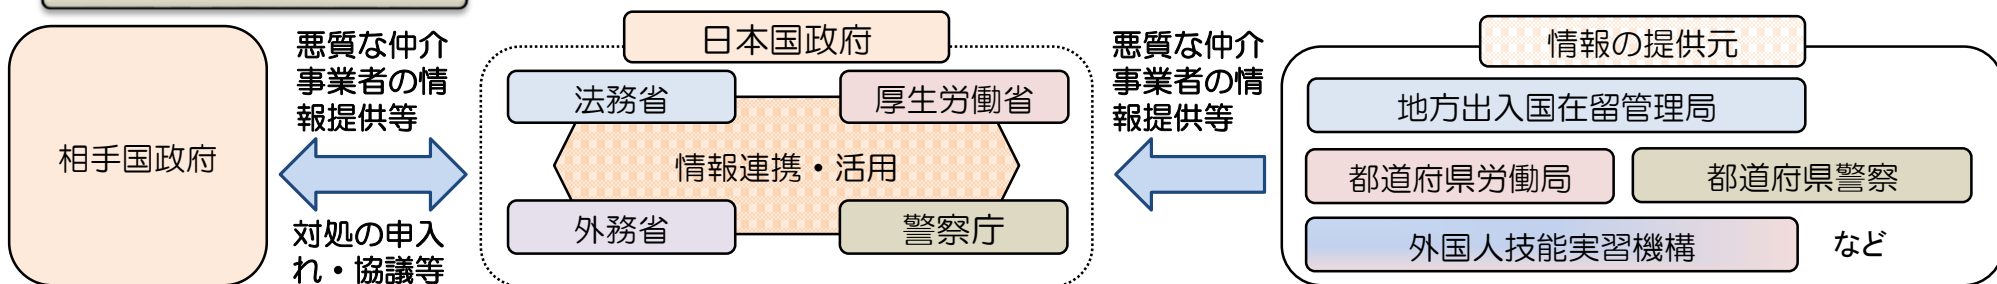 相手国政府
悪質な仲介
事業者の情
報提供等
対処の申入
れ・協議等
日本国政府
法務省
厚生労働省
情報連携・活用
外務省
警察庁
悪質な仲介
事業者の情
報提供等
情報の提供元
地方出入国在留管理局
都道府県労働局
都道府県警察
外国人技能実習機構
など